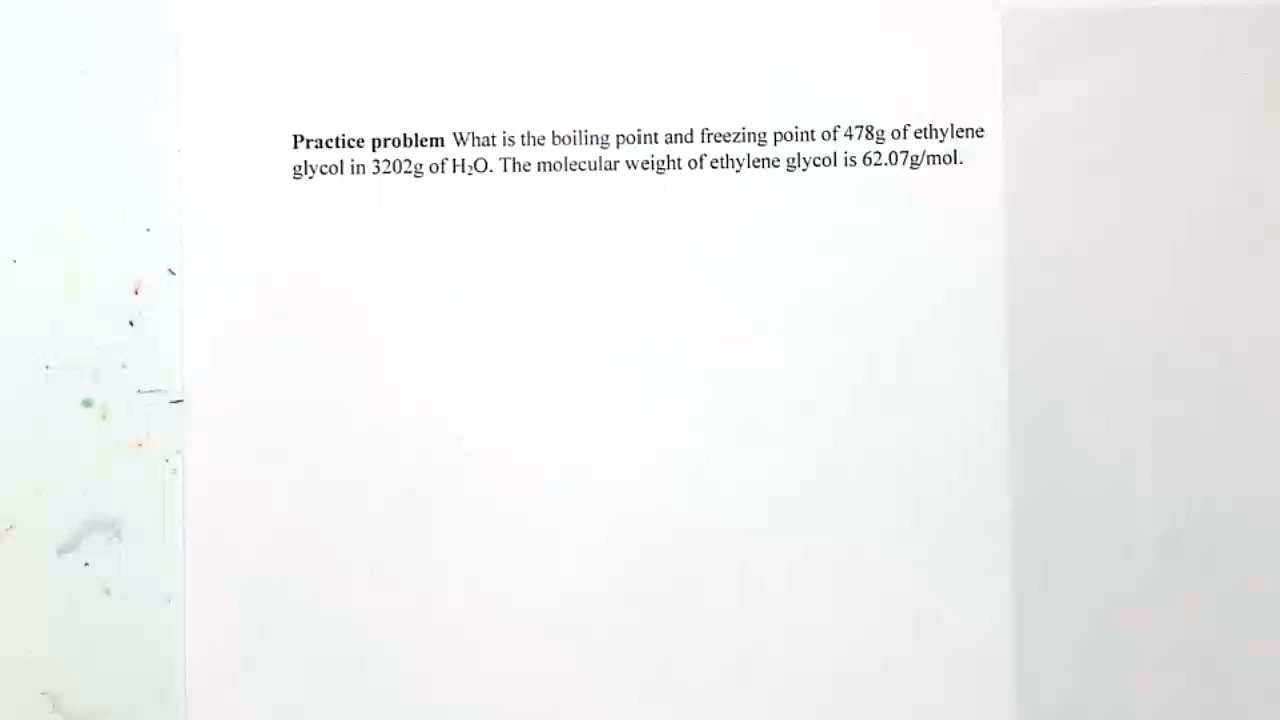 Practice problem What is the boiling point and freezing point of 478g of ethylene
glycol in 3202g of H₂O. The molecular weight of ethylene glycol is 62.07g/mol.